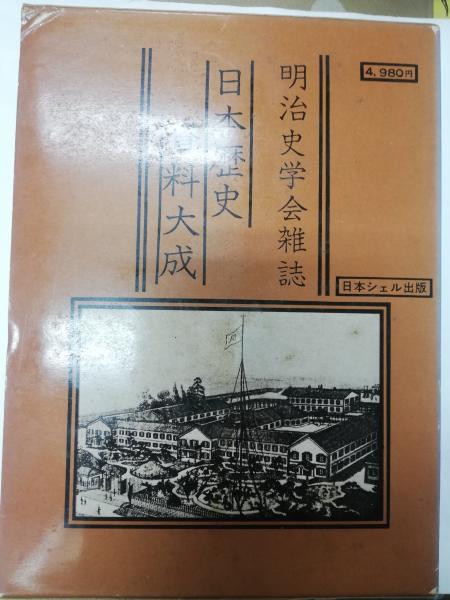 4,980円
日本シェル出版
明治史学会雑誌
日本歴史
資料大成